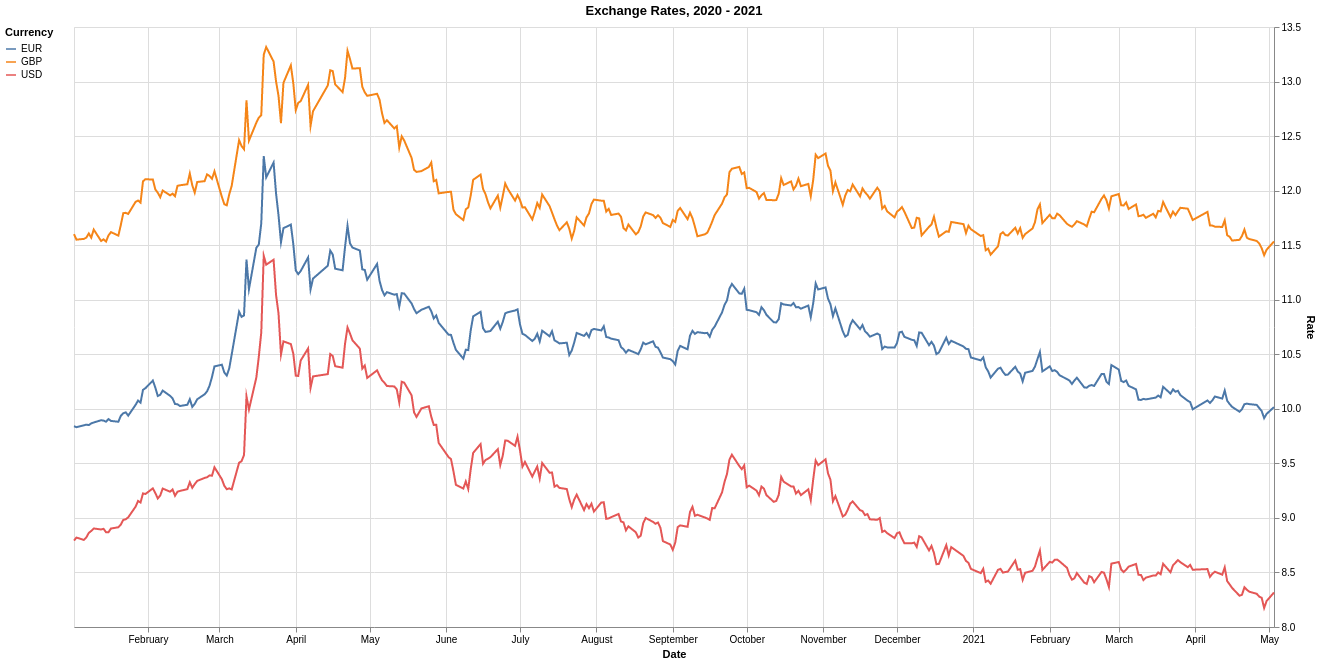 Exchange Rates, 2020 - 2021
Currency
EUR
GBP
USD
13.5
13.0
12.5
12.0
11.5
11.0
10.5
10.0
9.5
9.0
8.5
8.0
Rate
February March April May June July August September October November December 2021 February March April May
Date